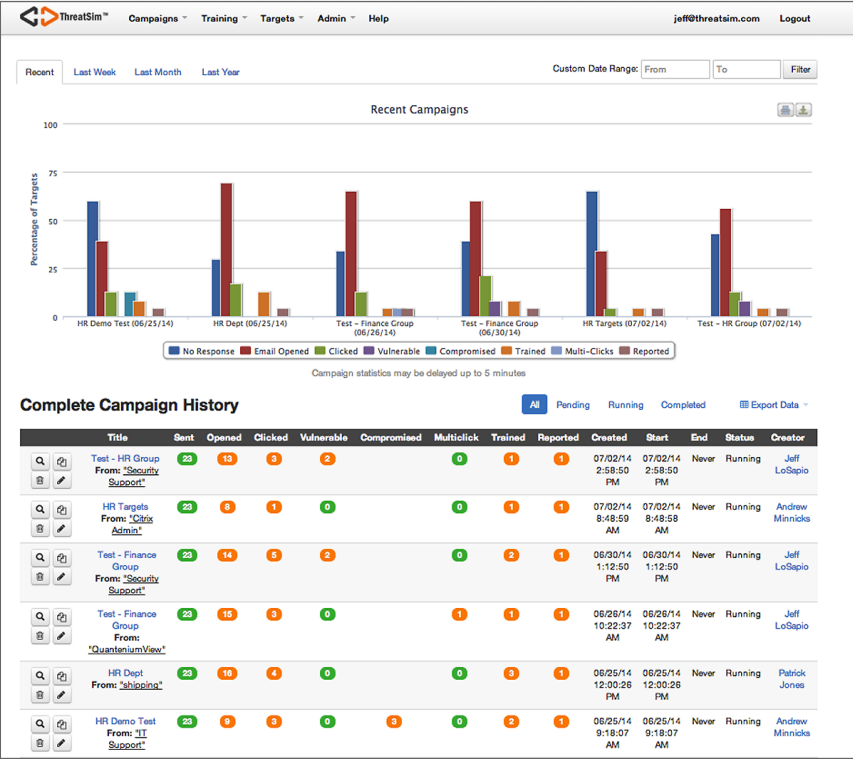 ThreatSim™ Campaigns Training Targets Admin Help jeff@threatsim.com Logout
Recent Last Week Last Month Last Year Custom Date Range: From To Filter
Recent Campaigns
100
75
50
25
0
Percentage of Targets
HR Demo Test (06/25/14) HR Dept (06/25/14) Test - Finance Group Test - Finance Group HR Targets (07/02/14) Test - HR Group (07/02/14)
(06/26/14) (06/30/14)
No Response Email Opened Clicked Vulnerable Compromised Trained Multi-Clicks Reported
Campaign statistics may be delayed up to 5 minutes
Complete Campaign History All Pending Running Completed Export Data
Title Sent Opened Clicked Vulnerable Compromised Multiclick Trained Reported Created Start End Status Creator
Test - HR Group 23 13 3 2 0 1 1 07/02/14 07/02/14 Never Running Jeff
From: "Security 2:58:50 2:58:50 LoSapio
Support" PM PM
HR Targets 23 8 1 0 0 1 1 07/02/14 07/02/14 Never Running Andrew
From: "Citrix 8:48:59 8:48:58 Minnicks
Admin" AM AM
Test - Finance 23 14 5 2 0 2 1 06/30/14 06/30/14 Never Running Jeff
Group 1:12:50 1:12:50 LoSapio
From: "Security PM PM
Support"
Test - Finance 23 15 3 0 1 1 1 06/26/14 06/26/14 Never Running Jeff
Group 10:22:37 10:22:37 LoSapio
From: AM AM
"QuanteniumView"
HR Dept 23 16 4 0 0 3 1 06/25/14 06/25/14 Never Running Patrick
From: "shipping" 12:00:26 12:00:26 Jones
PM PM
HR Demo Test 23 9 3 0 3 0 2 1 06/25/14 06/25/14 Never Running Andrew
From: "IT 9:18:07 9:18:07 Minnicks
Support" AM AM